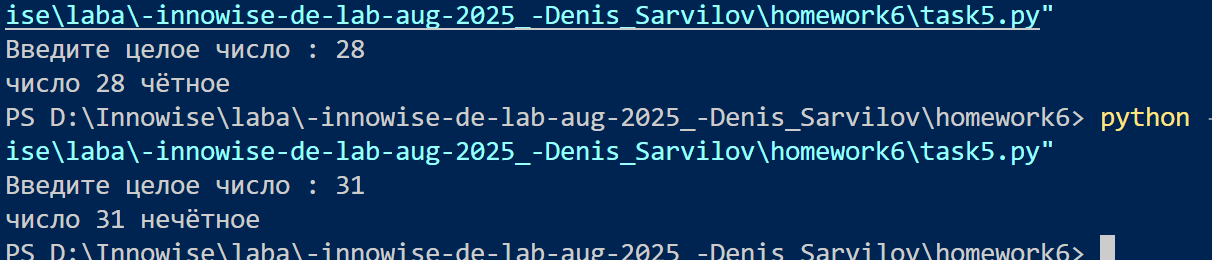 ise\laba\-innowise-de-lab-aug-2025_-Denis_Sarvilov\homework6\task5.py"
Введите целое число : 28
число 28 чётное
PS D:\Innowise\laba\-innowise-de-lab-aug-2025_-Denis_Sarvilov\homework6> python -
ise\laba\-innowise-de-lab-aug-2025_-Denis_Sarvilov\homework6\task5.py"
Введите целое число : 31
число 31 нечётное
PS D:\Innowise\laba\-innowise-de-lab-aug-2025_-Denis_Sarvilov\homework6>